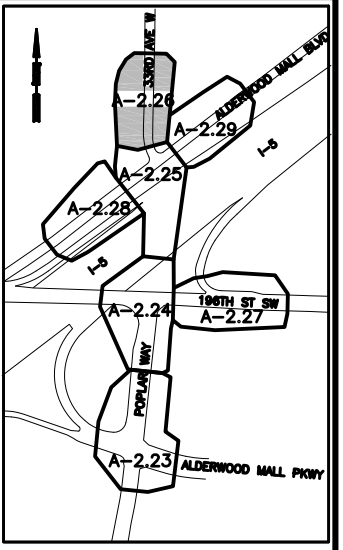 33RD AVE W
A-2.26
ALDERWOOD MALL BLVD
A-2.29
I-5
A-2.25
A-2.28
I-5
196TH ST SW
A-2.24
A-2.27
POPLAR WAY
A-2.23
ALDERWOOD MALL PKWY